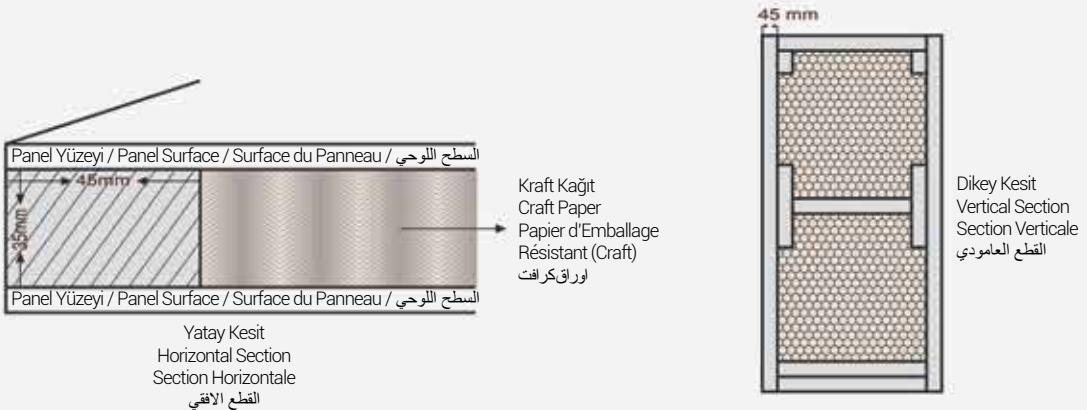 45 mm
Panel Yüzeyi / Panel Surface / Surface du Panneau / السطح اللوحي
45mm
35mm
Kraft Kağıt
Craft Paper
Papier d'Emballage
Résistant (Craft)
اوراق كرافت
Panel Yüzeyi / Panel Surface / Surface du Panneau / السطح اللوحي
Yatay Kesit
Horizontal Section
Section Horizontale
القطع الافقي
Dikey Kesit
Vertical Section
Section Verticale
القطع العامودي